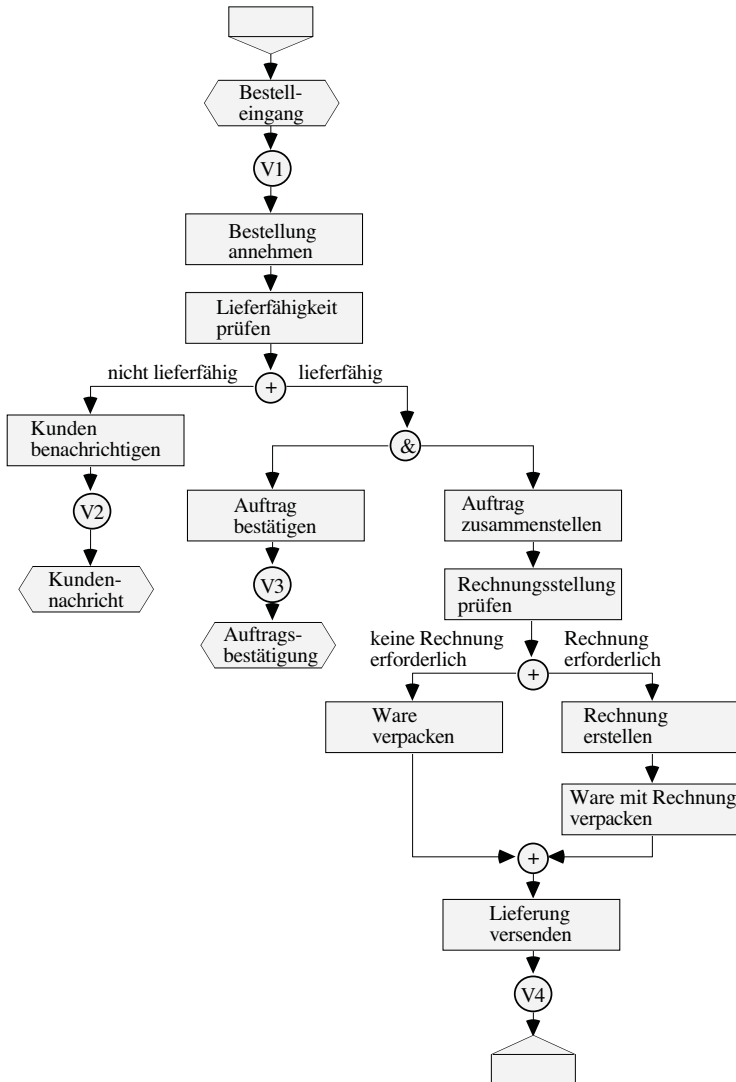 Bestell-
eingang
V1
Bestellung
annehmen
Lieferfähigkeit
prüfen
nicht lieferfähig
+
lieferfähig
Kunden
benachrichtigen
&
V2
Auftrag
bestätigen
Auftrag
zusammenstellen
Kunden-
nachricht
V3
Rechnungsstellung
prüfen
Auftrags-
bestätigung
keine Rechnung
erforderlich
+
Rechnung
erforderlich
Ware
verpacken
Rechnung
erstellen
Ware mit Rechnung
verpacken
+
Lieferung
versenden
V4